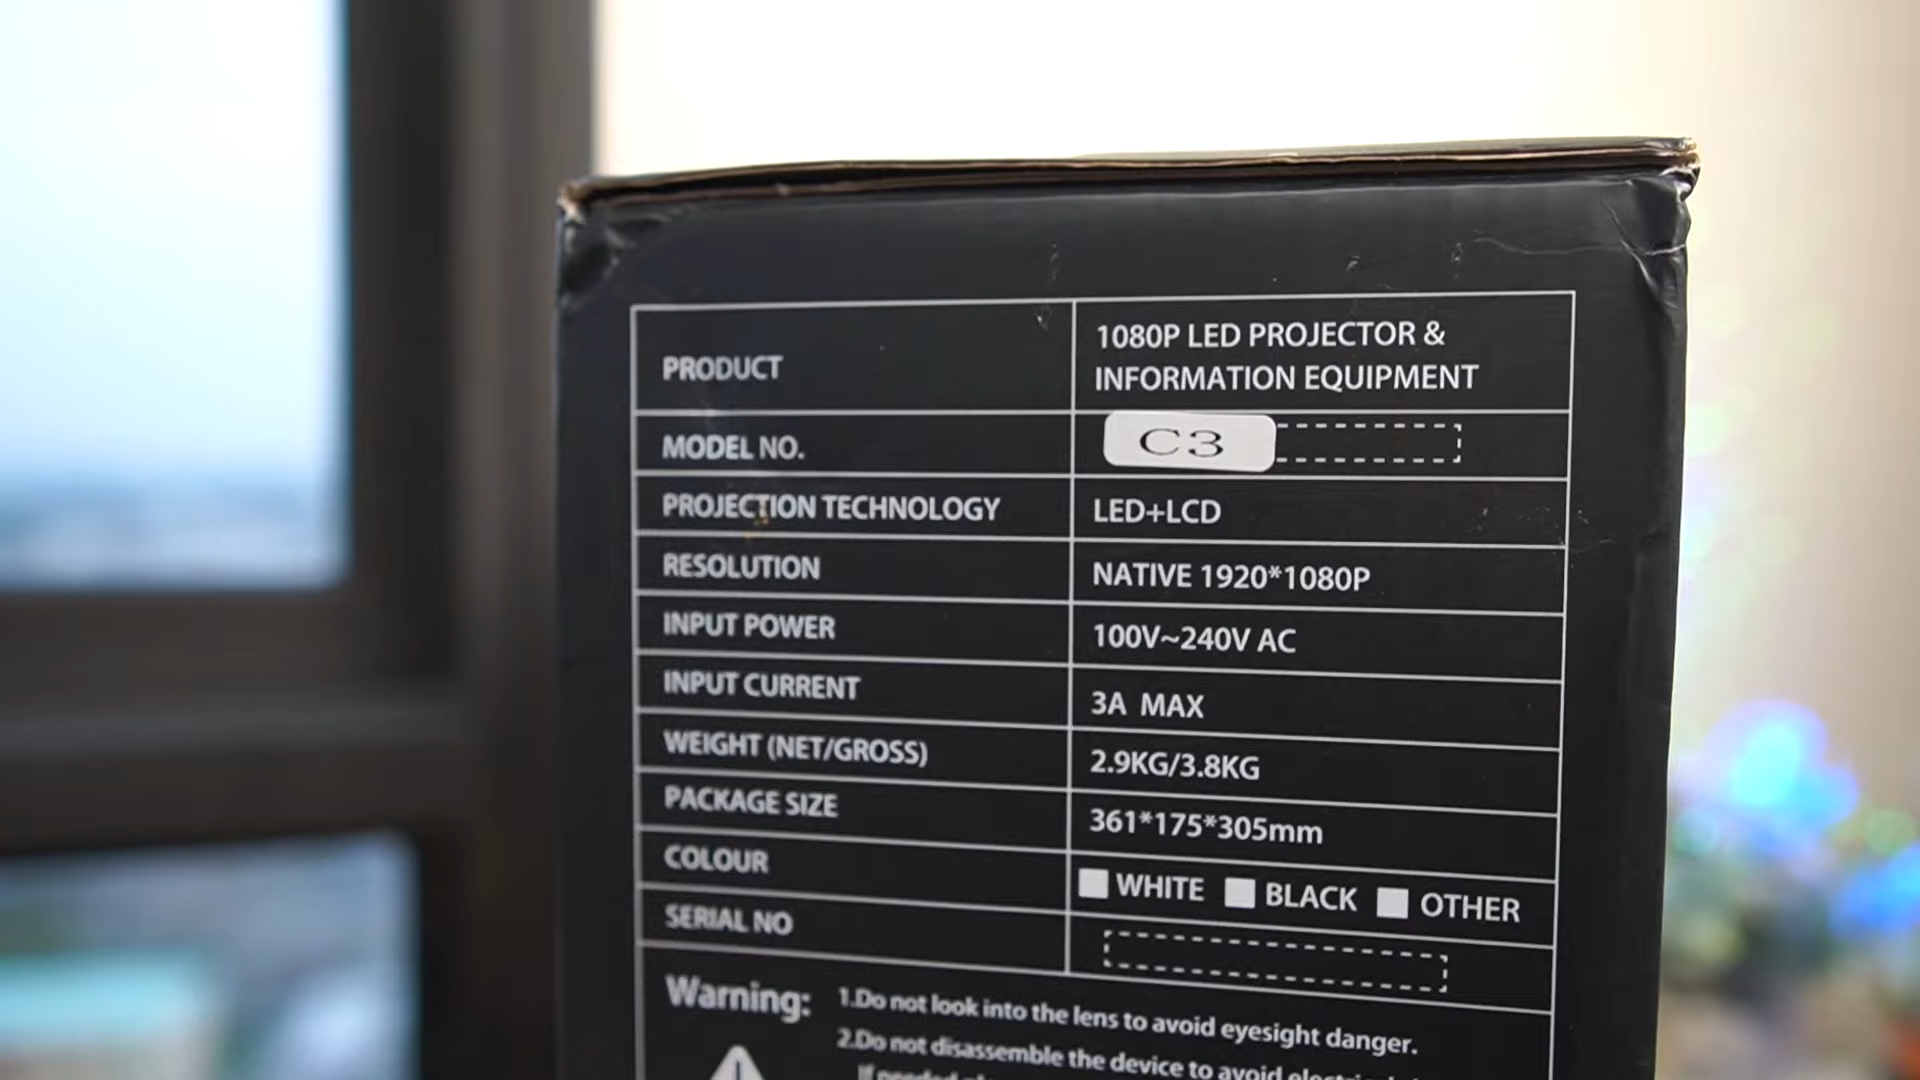 PRODUCT
1080P LED PROJECTOR &
INFORMATION EQUIPMENT
MODEL NO.
C3
PROJECTION TECHNOLOGY
LED+LCD
RESOLUTION
NATIVE 1920*1080P
INPUT POWER
100V~240V AC
INPUT CURRENT
3A MAX
WEIGHT (NET/GROSS)
2.9KG/3.8KG
PACKAGE SIZE
361*175*305mm
COLOUR
WHITE BLACK OTHER
SERIAL NO
Warning: 1.Do not look into the lens to avoid eyesight danger.
2.Do not disassemble the device to avoid
If needed